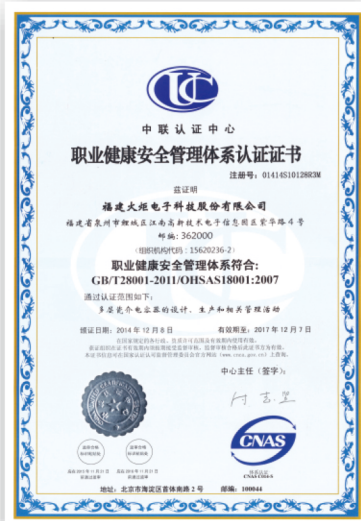 UC
中联认证中心
职业健康安全管理体系认证证书
注册号：01414S10128R3M
兹证明
福建火炬电子科技股份有限公司
福建省泉州市鲤城区江南高新技术电子信息园区紫华路4号
邮编：362000
（组织机构代码：15620236-2）
职业健康安全管理体系符合：
GB/T28001-2011/OHSAS18001:2007
通过认证范围如下：
多层瓷介电容器的设计、生产和相关管理活动
颁证日期：2014年12月8日 有效期至：2017年12月7日
中心主任（签字）：
CNAS
地址：北京市海淀区首体南路2号 邮编：100044